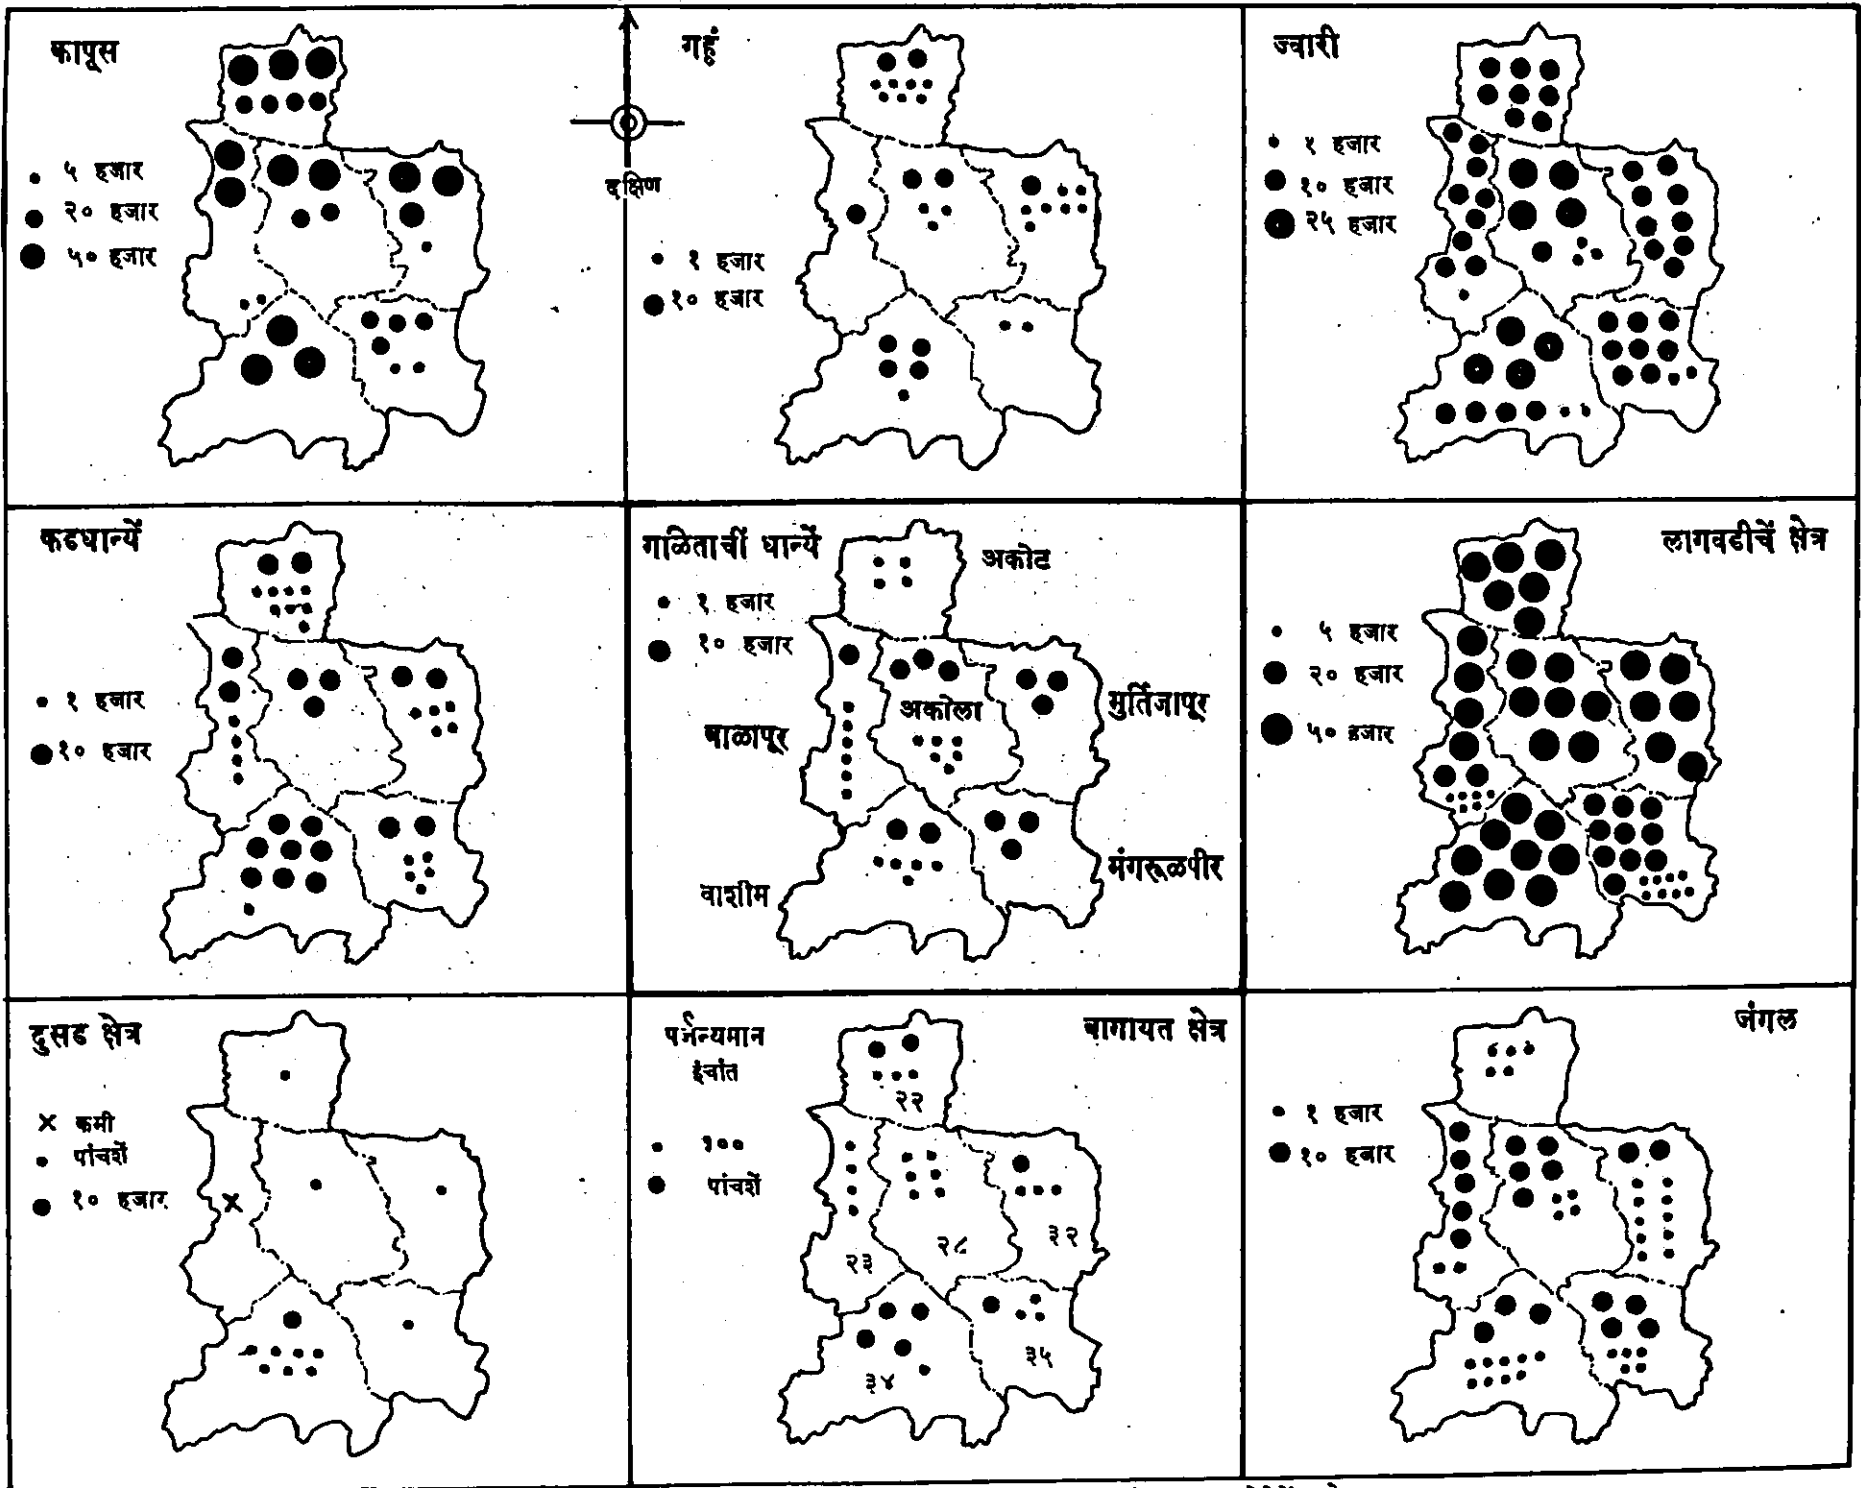 कापूस
५ हजार
२० हजार
५० हजार
दक्षिण
गहूं
१ हजार
१० हजार
ज्वारी
१ हजार
१० हजार
२५ हजार
कडधान्यें
१ हजार
१० हजार
गळिताचीं धान्यें
१ हजार
१० हजार
अकोट
अकोला
मुर्तिजापूर
बाळापूर
मंगरूळपीर
वाशीम
लागवडीचें क्षेत्र
५ हजार
२० हजार
५० हजार
दुसड क्षेत्र
× कमी
पांचशें
१० हजार
पर्जन्यमान
इंचांत
बागायत क्षेत्र
१००
पांचशें
२२
२३
२८
३२
३४
३५
जंगल
१ हजार
१० हजार